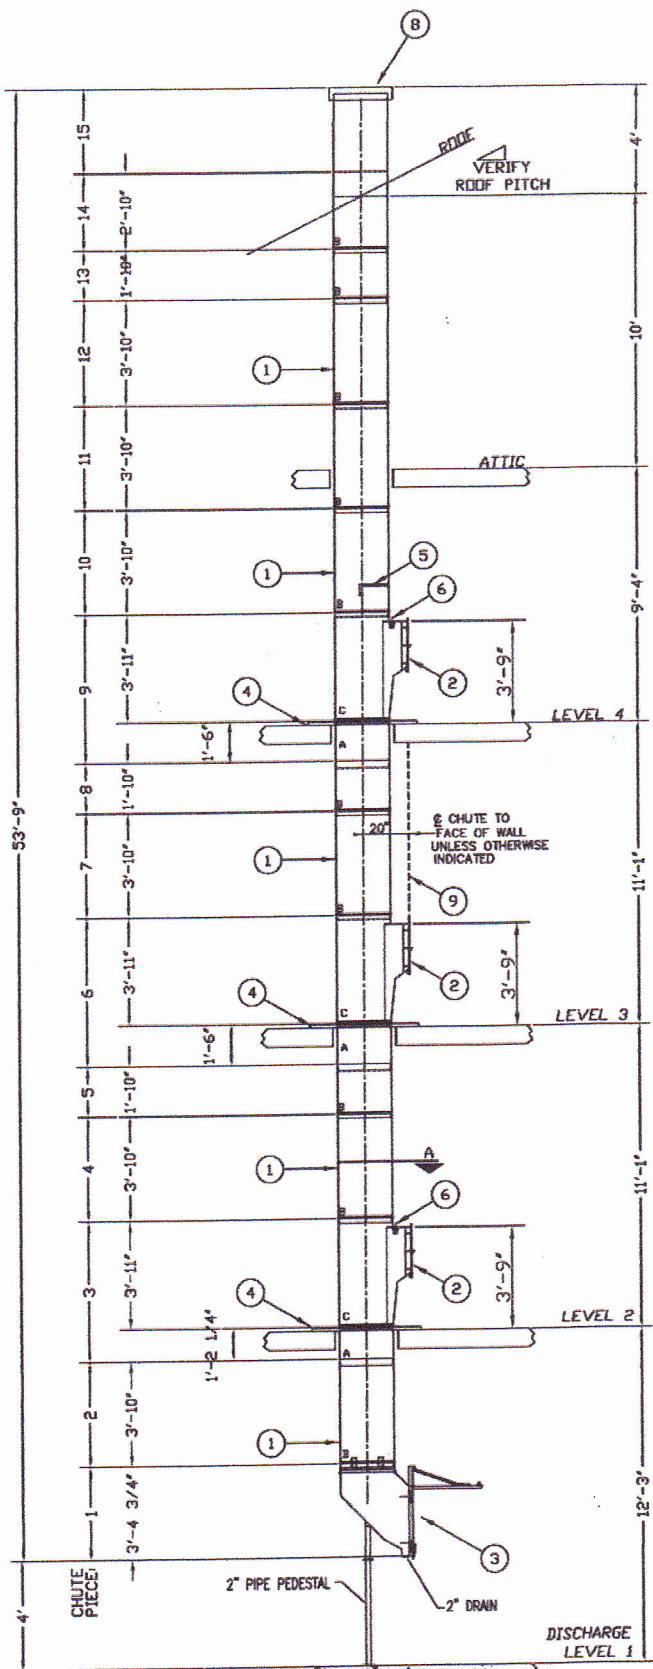 8
15
4'
ROOF
VERIFY
ROOF PITCH
14
2'-10"
B
13
1'-10"
B
10'
12
3'-10"
1
B
11
3'-10"
ATTIC
B
10
3'-10"
1
5
9'-4"
B
6
9
3'-11"
2
3'-9"
4
C
LEVEL 4
1'-6"
A
8
1'-10"
B
53'-9"
20"
℄ CHUTE TO
FACE OF WALL
UNLESS OTHERWISE
INDICATED
7
3'-10"
1
9
11'-1"
B
6
3'-11"
2
3'-9"
4
C
LEVEL 3
1'-6"
A
5
1'-10"
B
4
3'-10"
1
A
11'-1"
6
B
3
3'-11"
2
3'-9"
4
C
LEVEL 2
1'-2 1/4"
A
2
3'-10"
1
B
12'-3"
1
3'-4 3/4"
3
CHUTE
PIECE:
2" PIPE PEDESTAL
2" DRAIN
4'
DISCHARGE
LEVEL 1